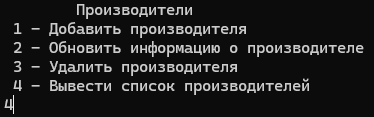 Производители
1 – Добавить производителя
2 – Обновить информацию о производителе
3 – Удалить производителя
4 – Вывести список производителей
4